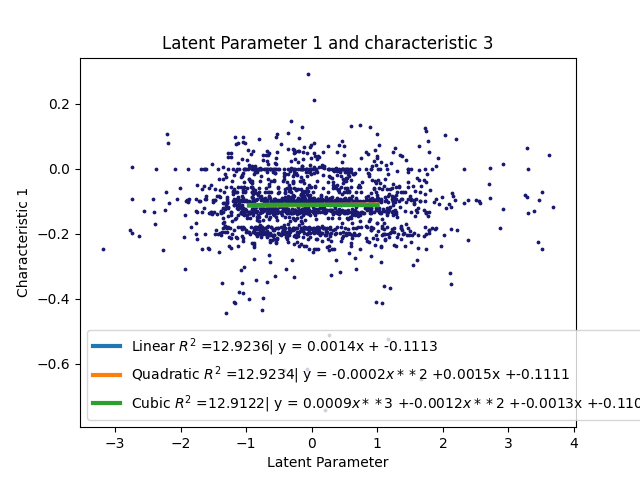 Latent Parameter 1 and characteristic 3
Characteristic 1
0.2
0.0
−0.2
−0.4
−0.6
Linear R² =12.9236| y = 0.0014x + -0.1113
Quadratic R² =12.9234| y = -0.0002x**2 +0.0015x +-0.1111
Cubic R² =12.9122| y = 0.0009x**3 +-0.0012x**2 +-0.0013x +-0.110
−3 −2 −1 0 1 2 3 4
Latent Parameter